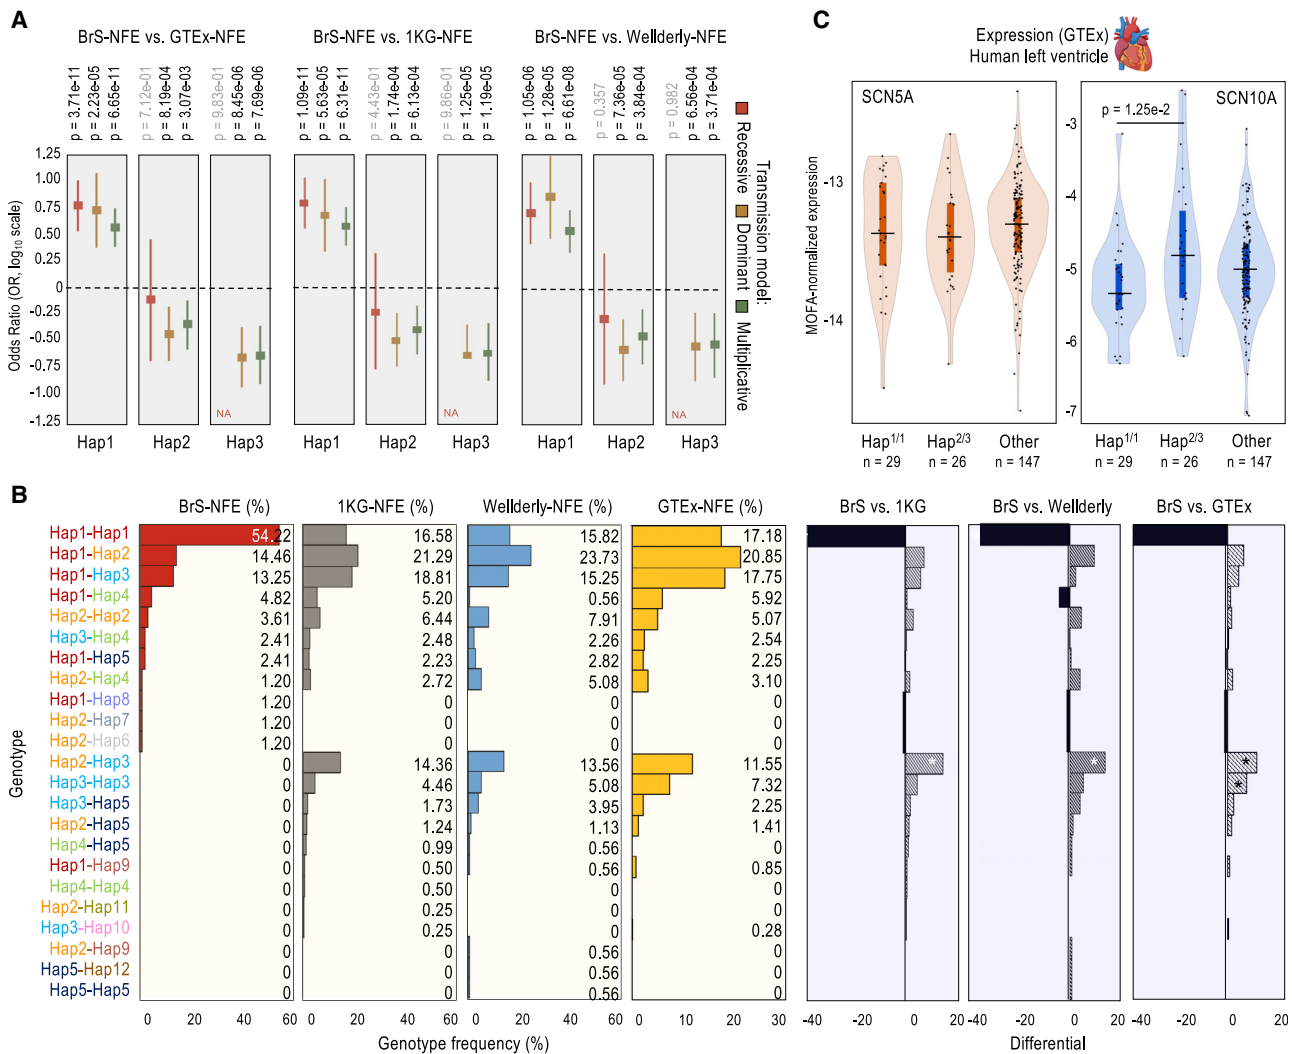 A
BrS-NFE vs. GTEx-NFE
BrS-NFE vs. 1KG-NFE
BrS-NFE vs. Wellderly-NFE
p = 3.71e-11
p = 2.23e-05
p = 6.65e-11
p = 7.12e-01
p = 8.19e-04
p = 3.07e-03
p = 9.83e-01
p = 8.45e-06
p = 7.69e-06
p = 1.09e-11
p = 5.63e-05
p = 6.31e-11
p = 4.43e-01
p = 1.74e-04
p = 6.13e-04
p = 9.86e-01
p = 1.25e-05
p = 1.19e-05
p = 1.05e-06
p = 1.28e-05
p = 6.61e-08
p = 0.357
p = 7.36e-05
p = 3.84e-04
p = 0.982
p = 6.56e-04
p = 3.71e-04
Transmission model:
Recessive
Dominant
Multiplicative
Odds Ratio (OR, log10 scale)
1.25
1.00
0.75
0.50
0.25
0
-0.25
-0.50
-0.75
-1.00
-1.25
NA
NA
NA
Hap1
Hap2
Hap3
Hap1
Hap2
Hap3
Hap1
Hap2
Hap3
C
Expression (GTEx)
Human left ventricle
SCN5A
SCN10A
p = 1.25e-2
MOFA-normalized expression
-13
-14
-3
-4
-5
-6
-7
Hap1/1
Hap2/3
Other
Hap1/1
Hap2/3
Other
n = 29
n = 26
n = 147
n = 29
n = 26
n = 147
B
BrS-NFE (%)
1KG-NFE (%)
Wellderly-NFE (%)
GTEx-NFE (%)
BrS vs. 1KG
BrS vs. Wellderly
BrS vs. GTEx
Genotype
Hap1-Hap1 54.22 16.58 15.82 17.18
Hap1-Hap2 14.46 21.29 23.73 20.85
Hap1-Hap3 13.25 18.81 15.25 17.75
Hap1-Hap4 4.82 5.20 0.56 5.92
Hap2-Hap2 3.61 6.44 7.91 5.07
Hap3-Hap4 2.41 2.48 2.26 2.54
Hap1-Hap5 2.41 2.23 2.82 2.25
Hap2-Hap4 1.20 2.72 5.08 3.10
Hap1-Hap8 1.20 0 0 0
Hap2-Hap7 1.20 0 0 0
Hap2-Hap6 1.20 0 0 0
Hap2-Hap3 0 14.36 13.56 11.55 * * *
Hap3-Hap3 0 4.46 5.08 7.32 *
Hap3-Hap5 0 1.73 3.95 2.25
Hap2-Hap5 0 1.24 1.13 1.41
Hap4-Hap5 0 0.99 0.56 0
Hap1-Hap9 0 0.50 0.56 0.85
Hap4-Hap4 0 0.50 0 0
Hap2-Hap11 0 0.25 0 0
Hap3-Hap10 0 0.25 0 0.28
Hap2-Hap9 0 0 0.56 0
Hap5-Hap12 0 0 0.56 0
Hap5-Hap5 0 0 0.56 0
0 20 40 60
0 20 40 60
0 20 40 60
0 10 20 30
-40 -20 0 20
-40 -20 0 20
-40 -20 0 20
Genotype frequency (%)
Differential